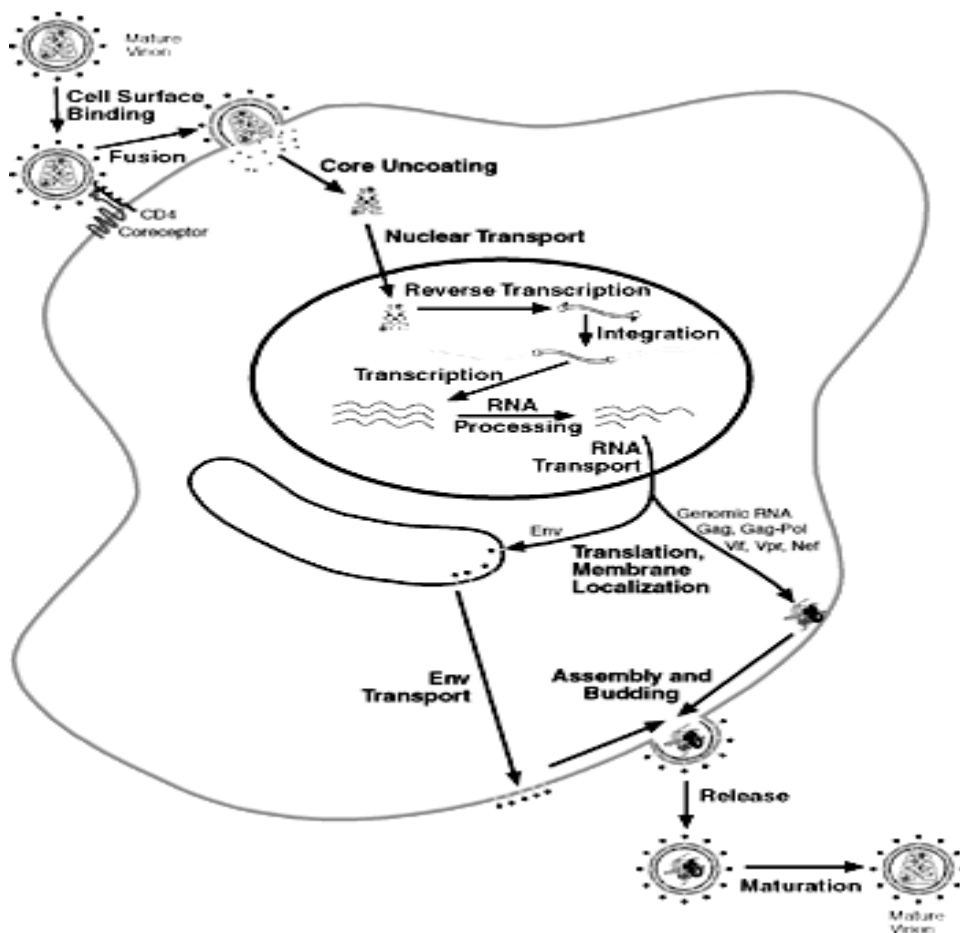 Mature
Virion
Cell Surface
Binding
Fusion
CD4
Coreceptor
Core Uncoating
Nuclear Transport
Reverse Transcription
Integration
Transcription
RNA
Processing
RNA
Transport
Env
Genomic RNA
Gag, Gag-Pol
Vif, Vpr, Nef
Translation,
Membrane
Localization
Env
Transport
Assembly and
Budding
Release
Maturation
Mature
Virion